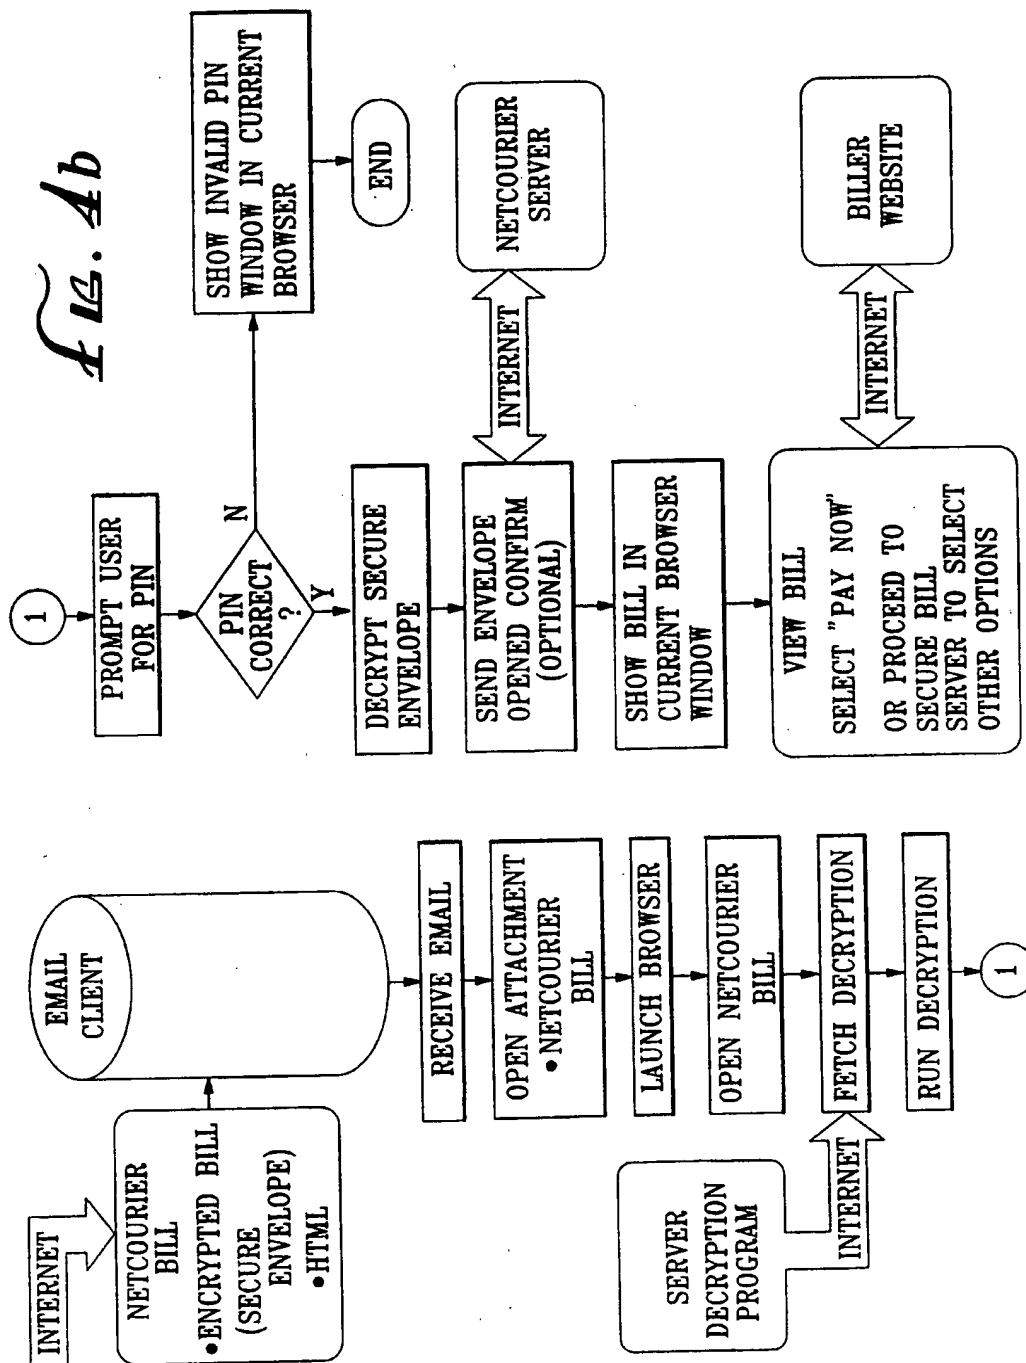 Fig. 4b
INTERNET
NETCOURIER
BILL
•ENCRYPTED BILL
(SECURE
ENVELOPE)
•HTML
EMAIL
CLIENT
RECEIVE EMAIL
OPEN ATTACHMENT
•NETCOURIER
BILL
LAUNCH BROWSER
OPEN NETCOURIER
BILL
SERVER
DECRYPTION
PROGRAM
INTERNET
FETCH DECRYPTION
RUN DECRYPTION
1
1
PROMPT USER
FOR PIN
PIN
CORRECT
?
N
Y
SHOW INVALID PIN
WINDOW IN CURRENT
BROWSER
END
DECRYPT SECURE
ENVELOPE
SEND ENVELOPE
OPENED CONFIRM
(OPTIONAL)
INTERNET
NETCOURIER
SERVER
SHOW BILL IN
CURRENT BROWSER
WINDOW
VIEW BILL
SELECT "PAY NOW"
OR PROCEED TO
SECURE BILL
SERVER TO SELECT
OTHER OPTIONS
INTERNET
BILLER
WEBSITE